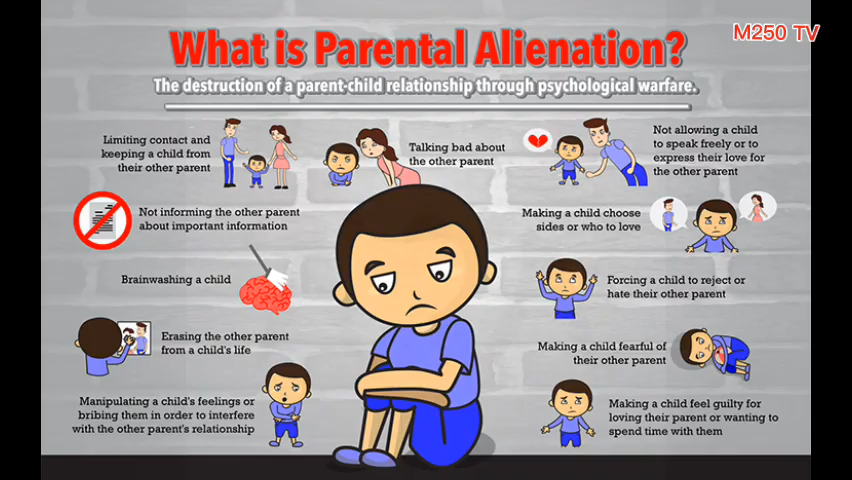 M250 TV
What is Parental Alienation?
The destruction of a parent-child relationship through psychological warfare.
Limiting contact and
keeping a child from
their other parent
Talking bad about
the other parent
Not allowing a child
to speak freely or to
express their love for
the other parent
Not informing the other parent
about important information
Making a child choose
sides or who to love
Brainwashing a child
Forcing a child to reject or
hate their other parent
Erasing the other parent
from a child's life
Making a child fearful of
their other parent
Manipulating a child's feelings or
bribing them in order to interfere
with the other parent's relationship
Making a child feel guilty for
loving their parent or wanting to
spend time with them